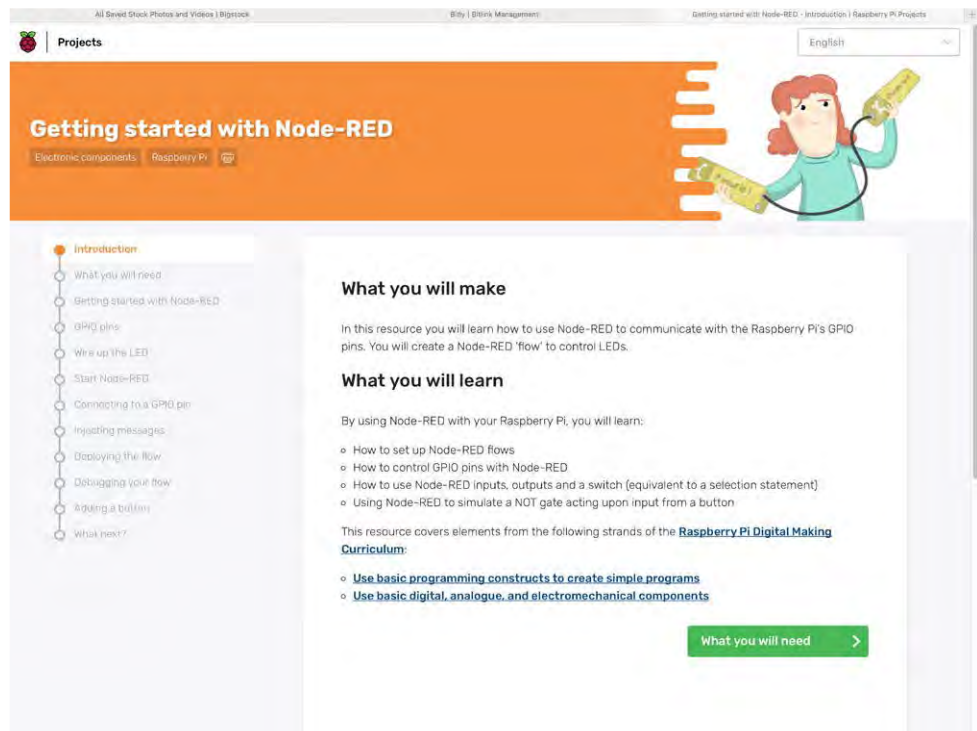 All Saved Stock Photos and Videos | Bigstock
Bitly | Bitlink Management
Getting started with Node-RED - Introduction | Raspberry Pi Projects
Projects
English
Getting started with Node-RED
Electronic components
Raspberry Pi
Introduction
What you will need
Getting started with Node-RED
GPIO pins
Wire up the LED
Start Node-RED
Connecting to a GPIO pin
Injecting messages
Deploying the flow
Debugging your flow
Adding a button
What next?
What you will make
In this resource you will learn how to use Node-RED to communicate with the Raspberry Pi's GPIO
pins. You will create a Node-RED 'flow' to control LEDs.
What you will learn
By using Node-RED with your Raspberry Pi, you will learn:
How to set up Node-RED flows
How to control GPIO pins with Node-RED
How to use Node-RED inputs, outputs and a switch (equivalent to a selection statement)
Using Node-RED to simulate a NOT gate acting upon input from a button
This resource covers elements from the following strands of the Raspberry Pi Digital Making
Curriculum:
Use basic programming constructs to create simple programs
Use basic digital, analogue, and electromechanical components
What you will need